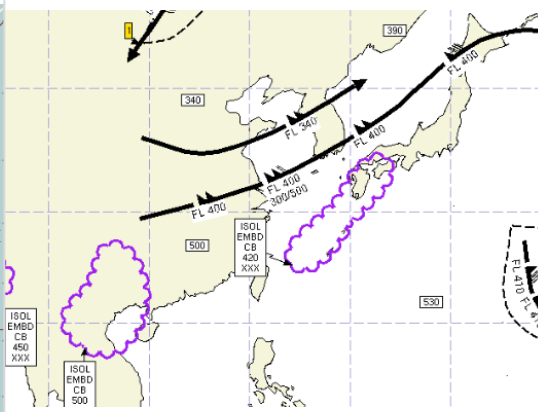 1
390
FL 400
340
FL 340
FL 400
FL 400
300/500
FL 400
500
ISOL
EMBD
CB
420
XXX
FL 410
530
ISOL
EMBD
CB
450
XXX
ISOL
EMBD
CB
500